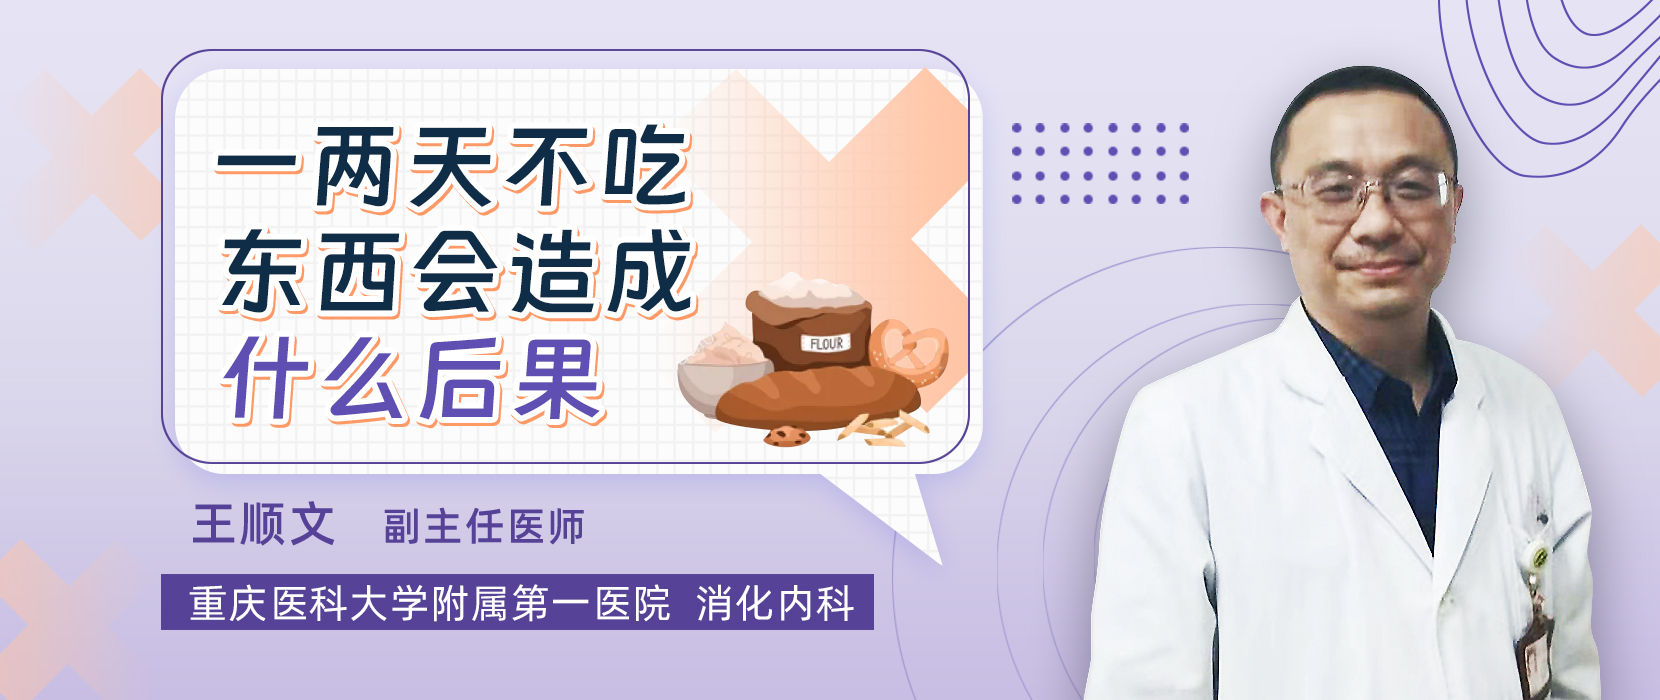 一两天不吃
东西会造成
什么后果
FLOUR
王顺文 副主任医师
重庆医科大学附属第一医院 消化内科